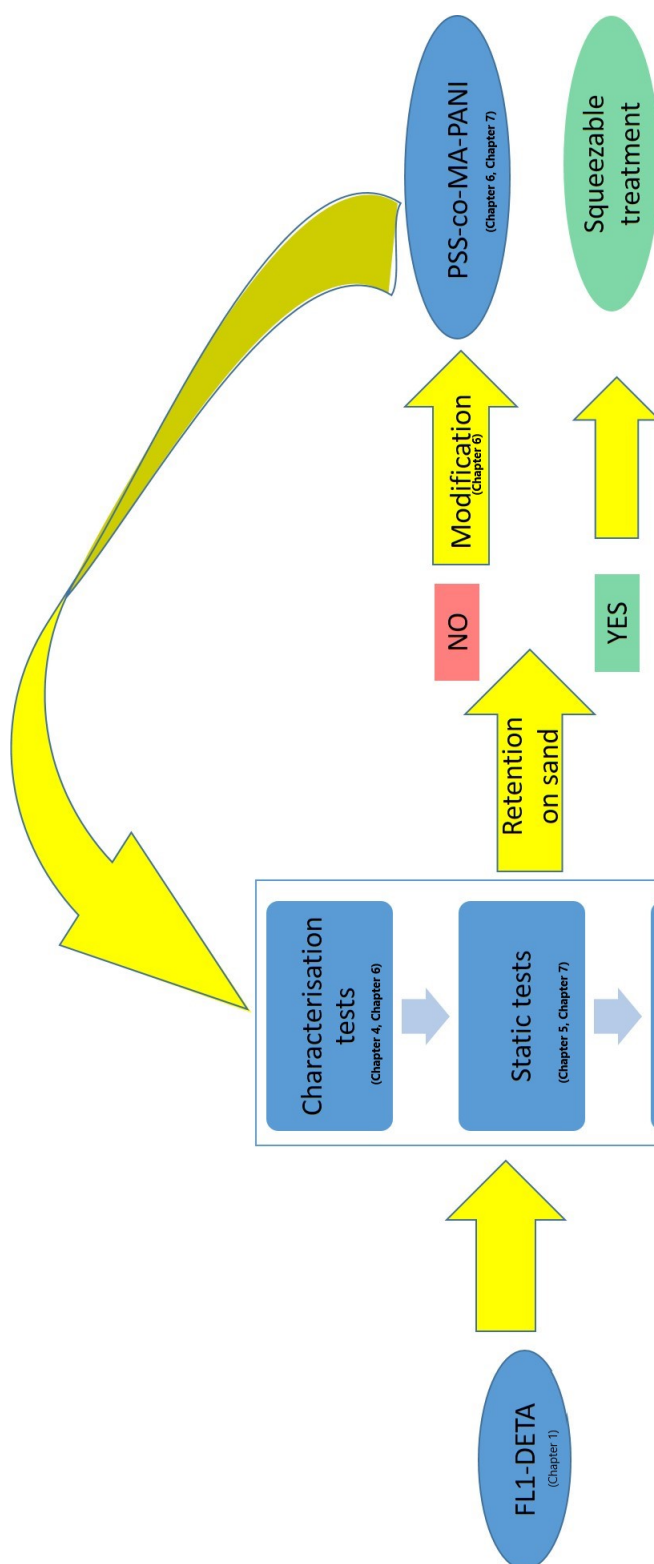 FL1-DETA
(Chapter 1)
Characterisation
tests
(Chapter 4, Chapter 6)
Static tests
(Chapter 5, Chapter 7)
Retention
on sand
NO
YES
Modification
(Chapter 6)
PSS-co-MA-PANI
(Chapter 6, Chapter 7)
Squeezable
treatment